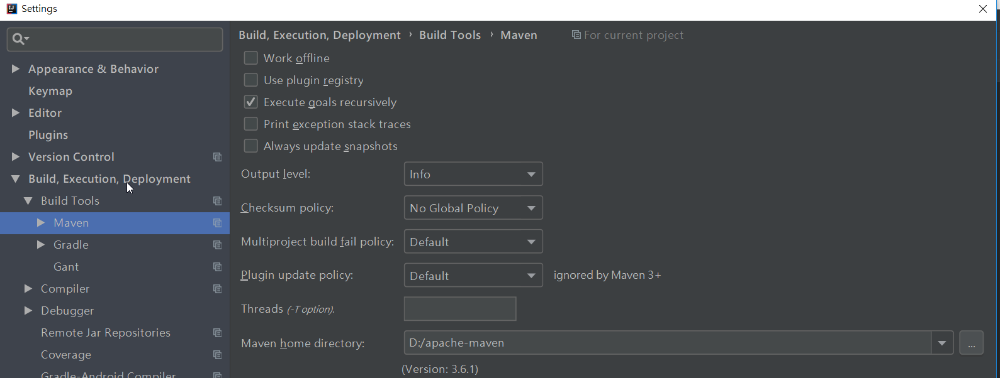 Settings
Appearance & Behavior
Keymap
Editor
Plugins
Version Control
Build, Execution, Deployment
Build Tools
Maven
Gradle
Gant
Compiler
Debugger
Remote Jar Repositories
Coverage
Gradle-Android Compiler
Build, Execution, Deployment › Build Tools › Maven For current project
Work offline
Use plugin registry
Execute goals recursively
Print exception stack traces
Always update snapshots
Output level: Info
Checksum policy: No Global Policy
Multiproject build fail policy: Default
Plugin update policy: Default ignored by Maven 3+
Threads (-T option).
Maven home directory: D:/apache-maven ...
(Version: 3.6.1)